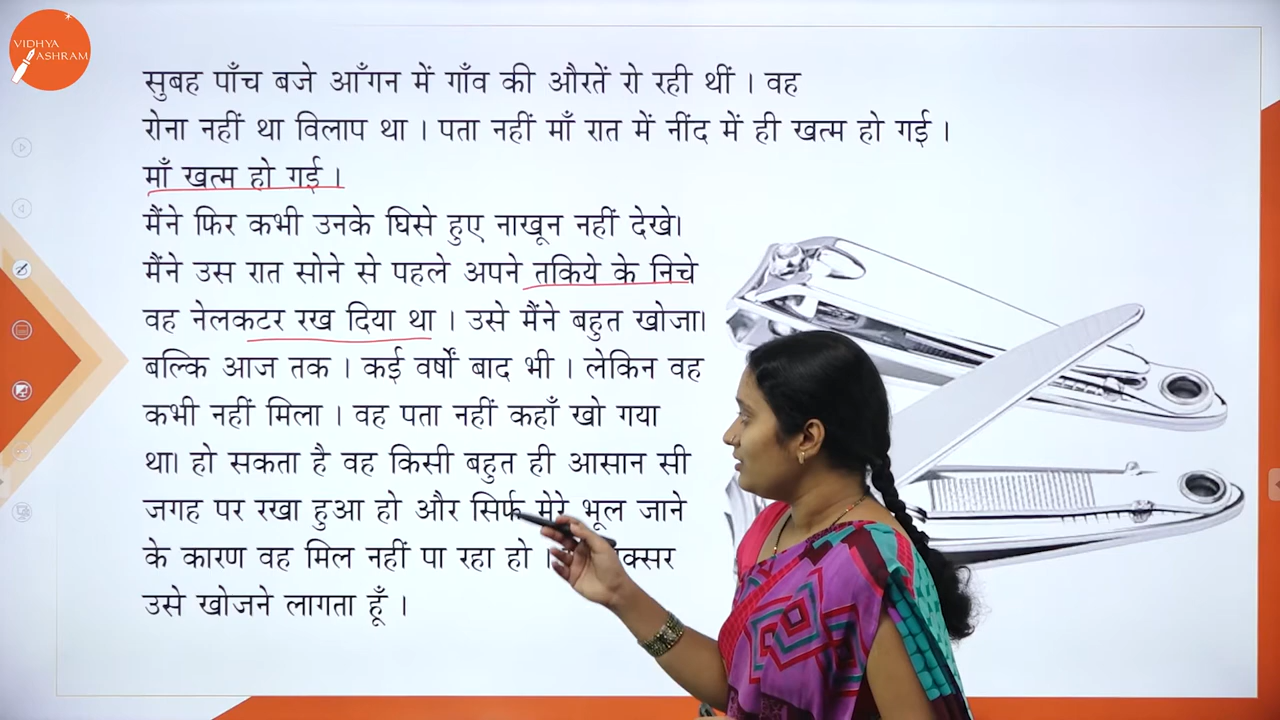 VIDHYA
ASHRAM
सुबह पाँच बजे आँगन में गाँव की औरतें रो रही थीं । वह
रोना नहीं था विलाप था । पता नहीं माँ रात में नींद में ही खत्म हो गई ।
माँ खत्म हो गई ।
मैंने फिर कभी उनके घिसे हुए नाखून नहीं देखे।
मैंने उस रात सोने से पहले अपने तकिये के निचे
वह नेलकटर रख दिया था । उसे मैंने बहुत खोजा।
बल्कि आज तक । कई वर्षों बाद भी । लेकिन वह
कभी नहीं मिला । वह पता नहीं कहाँ खो गया
था। हो सकता है वह किसी बहुत ही आसान सी
जगह पर रखा हुआ हो और सिर्फ मेरे भूल जाने
के कारण वह मिल नहीं पा रहा हो ।
उसे खोजने लागता हूँ ।